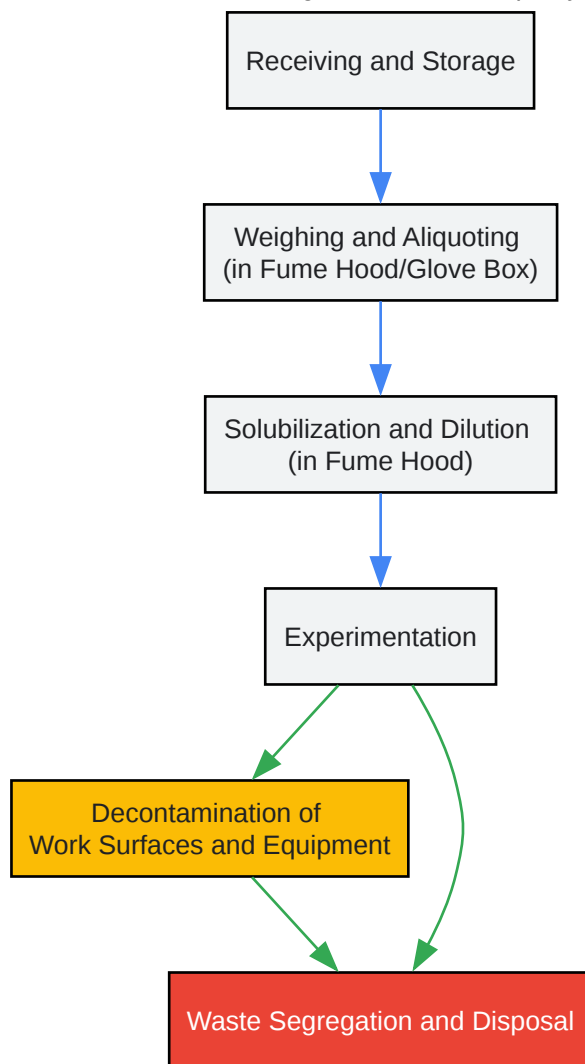 Receiving and Storage
Weighing and Aliquoting
(in Fume Hood/Glove Box)
Solubilization and Dilution
(in Fume Hood)
Experimentation
Decontamination of
Work Surfaces and Equipment
Waste Segregation and Disposal